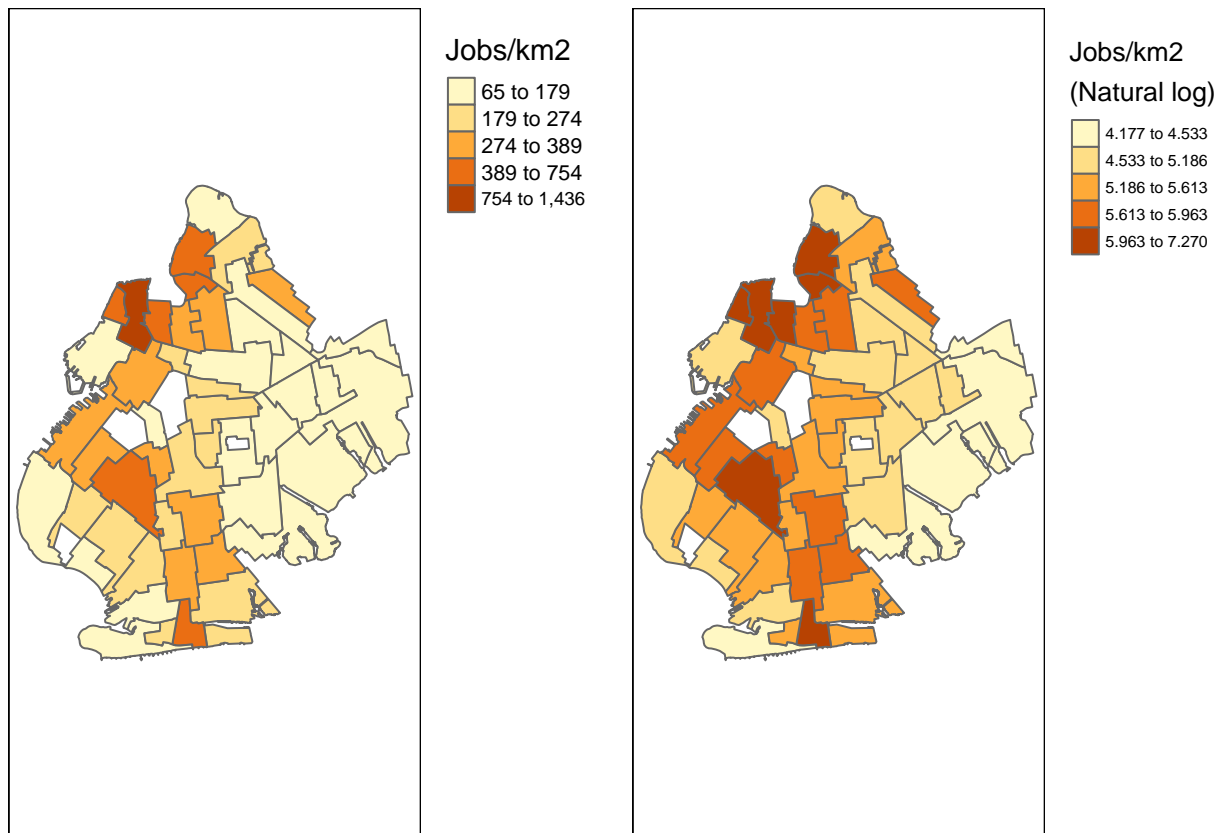 Jobs/km2
65 to 179
179 to 274
274 to 389
389 to 754
754 to 1,436
Jobs/km2
(Natural log)
4.177 to 4.533
4.533 to 5.186
5.186 to 5.613
5.613 to 5.963
5.963 to 7.270